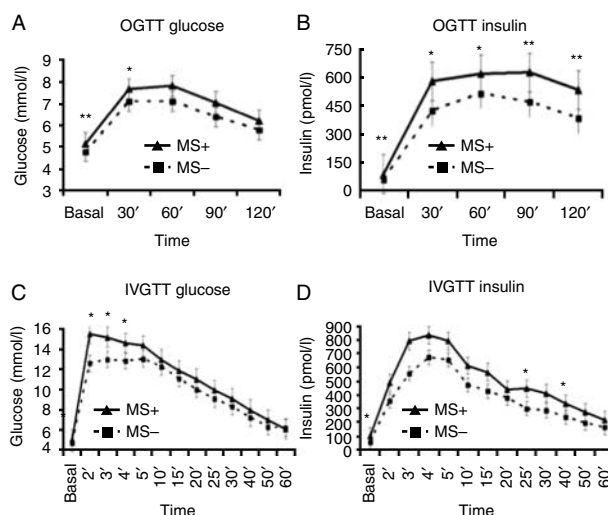 A
OGTT glucose
Glucose (mmol/l)
9
8
7
6
5
4
3
**
*
MS+
MS–
Basal 30′ 60′ 90′ 120′
Time
B
OGTT insulin
Insulin (pmol/l)
750
600
450
300
150
0
**
*
*
**
**
MS+
MS–
Basal 30′ 60′ 90′ 120′
Time
C
IVGTT glucose
Glucose (mmol/l)
16
14
12
10
8
6
4
* * *
MS+
MS–
Basal 2′ 3′ 4′ 5′ 10′ 15′ 20′ 25′ 30′ 40′ 50′ 60′
Time
D
IVGTT insulin
Insulin (pmol/l)
900
800
700
600
500
400
300
200
100
0
*
*
*
MS+
MS–
Basal 2′ 3′ 4′ 5′ 10′ 15′ 20′ 25′ 30′ 40′ 50′ 60′
Time